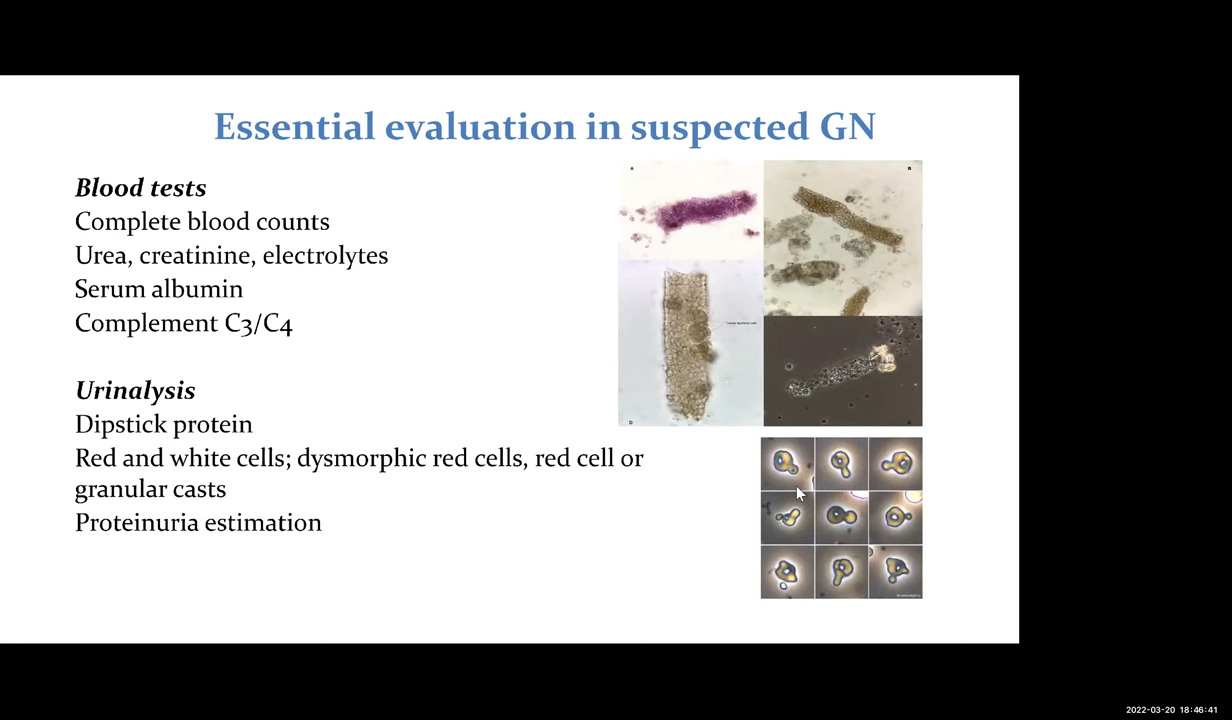 Essential evaluation in suspected GN
Blood tests
Complete blood counts
Urea, creatinine, electrolytes
Serum albumin
Complement C3/C4
Urinalysis
Dipstick protein
Red and white cells; dysmorphic red cells, red cell or
granular casts
Proteinuria estimation
2022-03-20 18:46:41